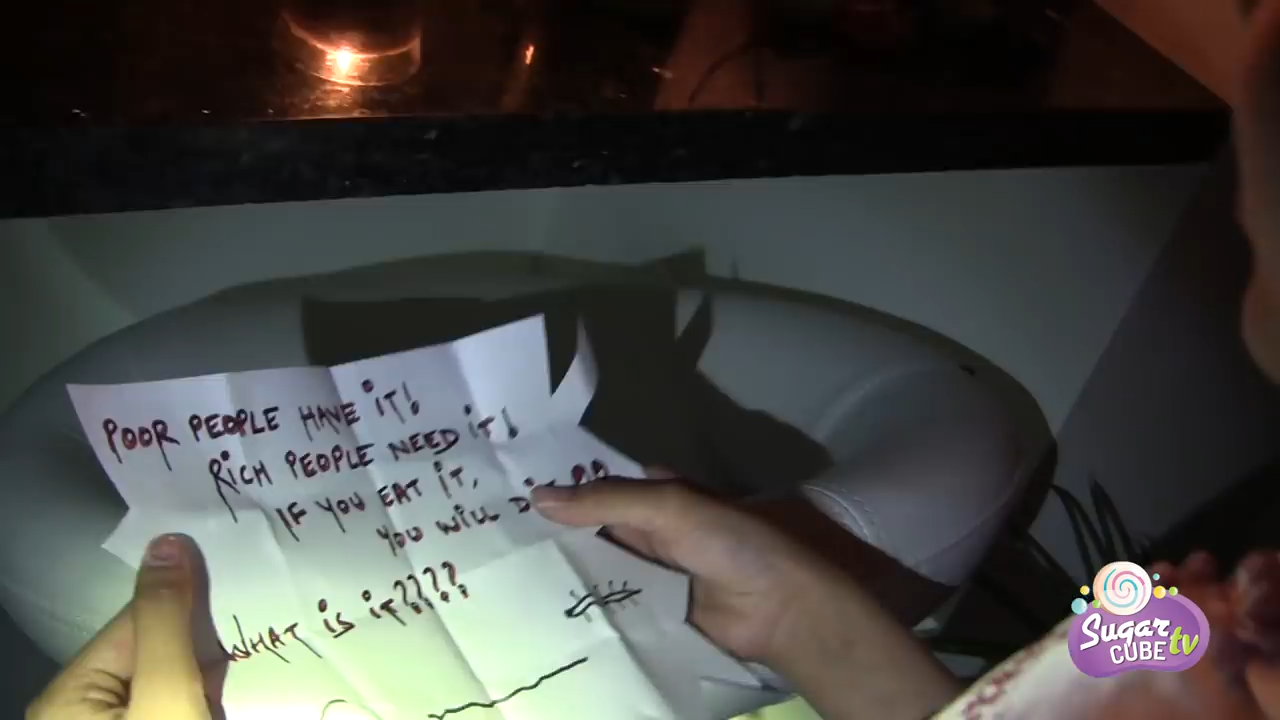 POOR PEOPLE HAVE iT!
RiCH PEOPLE NEED iT!
IF YOU EAT iT,
YOU WiLL
WHAT iS iT????
Sugar
CUBE tv